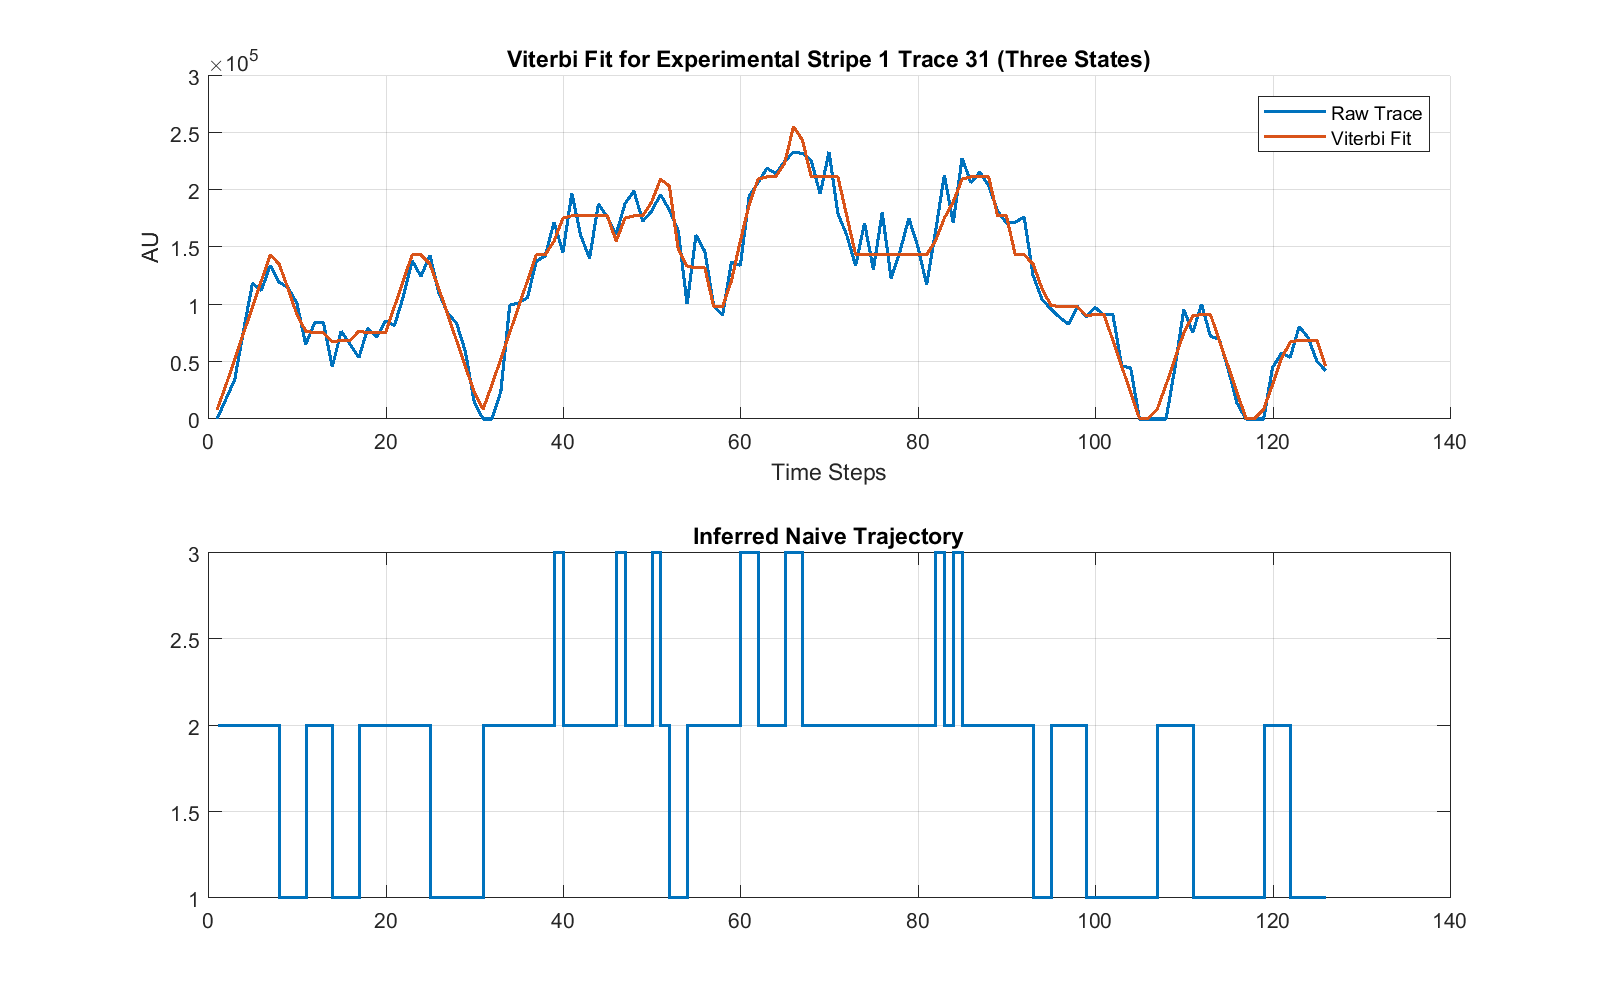 Viterbi Fit for Experimental Stripe 1 Trace 31 (Three States)
×10^5
3
2.5
2
1.5
1
0.5
0
AU
Raw Trace
Viterbi Fit
0 20 40 60 80 100 120 140
Time Steps
Inferred Naive Trajectory
3
2.5
2
1.5
1
0 20 40 60 80 100 120 140